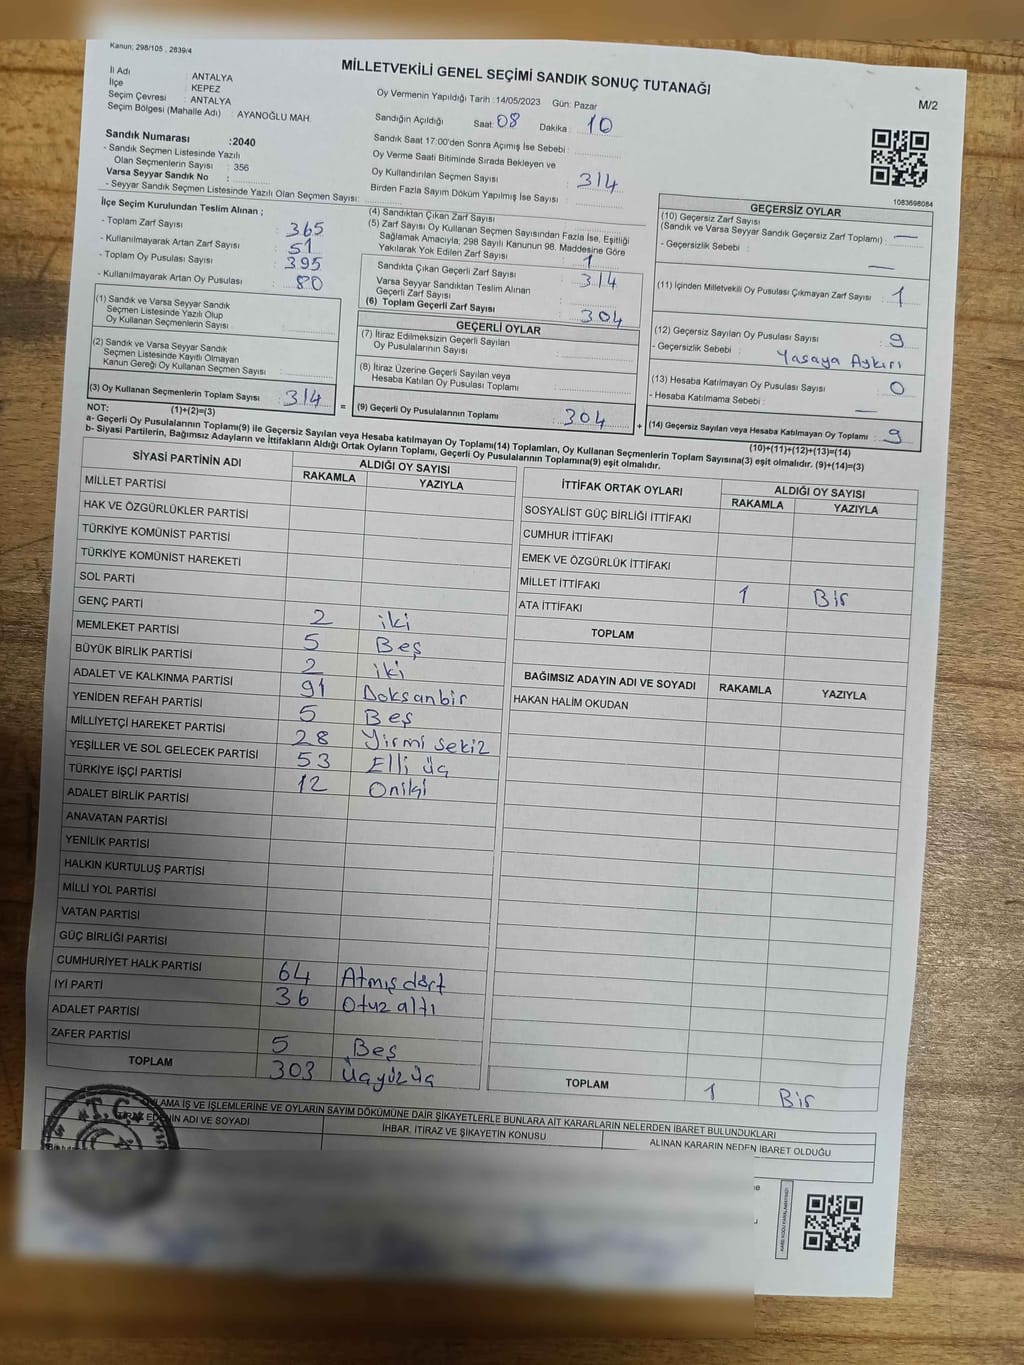 Kanun; 298/105 , 2839/4
MİLLETVEKİLİ GENEL SEÇİMİ SANDIK SONUÇ TUTANAĞI
M/2
İl Adı : ANTALYA
İlçe : KEPEZ
Seçim Çevresi : ANTALYA
Seçim Bölgesi (Mahalle Adı) : AYANOĞLU MAH.
Sandık Numarası :2040
- Sandık Seçmen Listesinde Yazılı
Olan Seçmenlerin Sayısı : 356
Varsa Seyyar Sandık No :
- Seyyar Sandık Seçmen Listesinde Yazılı Olan Seçmen Sayısı:
Oy Vermenin Yapıldığı Tarih :14/05/2023 Gün: Pazar
Sandığın Açıldığı Saat: 08 Dakika : 10
Sandık Saat 17:00'den Sonra Açımış İse Sebebi :
Oy Verme Saati Bitiminde Sırada Bekleyen ve
Oy Kullandırılan Seçmen Sayısı : 314
Birden Fazla Sayım Döküm Yapılmış İse Sayısı :
1083698084
İlçe Seçim Kurulundan Teslim Alınan ;
- Toplam Zarf Sayısı : 365
- Kullanılmayarak Artan Zarf Sayısı : 51
- Toplam Oy Pusulası Sayısı : 395
- Kullanılmayarak Artan Oy Pusulası : 80
(1) Sandık ve Varsa Seyyar Sandık
Seçmen Listesinde Yazılı Olup
Oy Kullanan Seçmenlerin Sayısı :
(2) Sandık ve Varsa Seyyar Sandık
Seçmen Listesinde Kayıtlı Olmayan
Kanun Gereği Oy Kullanan Seçmen Sayısı :
(3) Oy Kullanan Seçmenlerin Toplam Sayısı : 314
(4) Sandıktan Çıkan Zarf Sayısı
(5) Zarf Sayısı Oy Kullanan Seçmen Sayısından Fazla İse, Eşitliği
Sağlamak Amacıyla, 298 Sayılı Kanunun 98. Maddesine Göre
Yakılarak Yok Edilen Zarf Sayısı : 1
Sandıkta Çıkan Geçerli Zarf Sayısı : 314
Varsa Seyyar Sandıktan Teslim Alınan
Geçerli Zarf Sayısı :
(6) Toplam Geçerli Zarf Sayısı : 304
GEÇERLİ OYLAR
(7) İtiraz Edilmeksizin Geçerli Sayılan
Oy Pusulalarının Sayısı :
(8) İtiraz Üzerine Geçerli Sayılan veya
Hesaba Katılan Oy Pusulası Toplamı :
= (9) Geçerli Oy Pusulalarının Toplamı : 304
GEÇERSİZ OYLAR
(10) Geçersiz Zarf Sayısı
(Sandık ve Varsa Seyyar Sandık Geçersiz Zarf Toplamı) : —
- Geçersizlik Sebebi : —
(11) İçinden Milletvekili Oy Pusulası Çıkmayan Zarf Sayısı : 1
(12) Geçersiz Sayılan Oy Pusulası Sayısı : 9
- Geçersizlik Sebebi : Yasaya Aykırı
(13) Hesaba Katılmayan Oy Pusulası Sayısı : 0
- Hesaba Katılmama Sebebi : —
+ (14) Geçersiz Sayılan veya Hesaba Katılmayan Oy Toplamı : 9
NOT: (1)+(2)=(3)
(10)+(11)+(12)+(13)=(14)
a- Geçerli Oy Pusulaların Toplamı(9) ile Geçersiz Sayılan veya Hesaba katılmayan Oy Toplamı(14) Toplamları, Oy Kullanan Seçmenlerin Toplam Sayısına(3) eşit olmalıdır. (9)+(14)=(3)
b- Siyasi Partilerin, Bağımsız Adayların ve İttifakların Aldığı Ortak Oyların Toplamı, Geçerli Oy Pusulalarının Toplamına(9) eşit olmalıdır.
SİYASİ PARTİNİN ADI ALDIĞI OY SAYISI
RAKAMLA YAZIYLA
MİLLET PARTİSİ
HAK VE ÖZGÜRLÜKLER PARTİSİ
TÜRKİYE KOMÜNİST PARTİSİ
TÜRKİYE KOMÜNİST HAREKETİ
SOL PARTİ
GENÇ PARTİ 2 iki
MEMLEKET PARTİSİ 5 Beş
BÜYÜK BİRLİK PARTİSİ 2 iki
ADALET VE KALKINMA PARTİSİ 91 Doksanbir
YENİDEN REFAH PARTİSİ 5 Beş
MİLLİYETÇİ HAREKET PARTİSİ 28 Yirmi sekiz
YEŞİLLER VE SOL GELECEK PARTİSİ 53 Elli üç
TÜRKİYE İŞÇİ PARTİSİ 12 Oniki
ADALET BİRLİK PARTİSİ
ANAVATAN PARTİSİ
YENİLİK PARTİSİ
HALKIN KURTULUŞ PARTİSİ
MİLLİ YOL PARTİSİ
VATAN PARTİSİ
GÜÇ BİRLİĞİ PARTİSİ
CUMHURİYET HALK PARTİSİ 64 Atmış dört
İYİ PARTİ 36 Otuz altı
ADALET PARTİSİ
ZAFER PARTİSİ 5 Beş
TOPLAM 303 Üçyüz üç
İTTİFAK ORTAK OYLARI ALDIĞI OY SAYISI
RAKAMLA YAZIYLA
SOSYALİST GÜÇ BİRLİĞİ İTTİFAKI
CUMHUR İTTİFAKI
EMEK VE ÖZGÜRLÜK İTTİFAKI
MİLLET İTTİFAKI 1 Bir
ATA İTTİFAKI
TOPLAM
BAĞIMSIZ ADAYIN ADI VE SOYADI RAKAMLA YAZIYLA
HAKAN HALİM OKUDAN
TOPLAM 1 Bir
T.C.
LAMA İŞ VE İŞLEMLERİNE VE OYLARIN SAYIM DÖKÜMÜNE DAİR ŞİKAYETLERLE BUNLARA AİT KARARLARIN NELERDEN İBARET BULUNDUKLARI
EDENİN ADI VE SOYADI İHBAR, İTİRAZ VE ŞİKAYETİN KONUSU ALINAN KARARIN NEDEN İBARET OLDUĞU